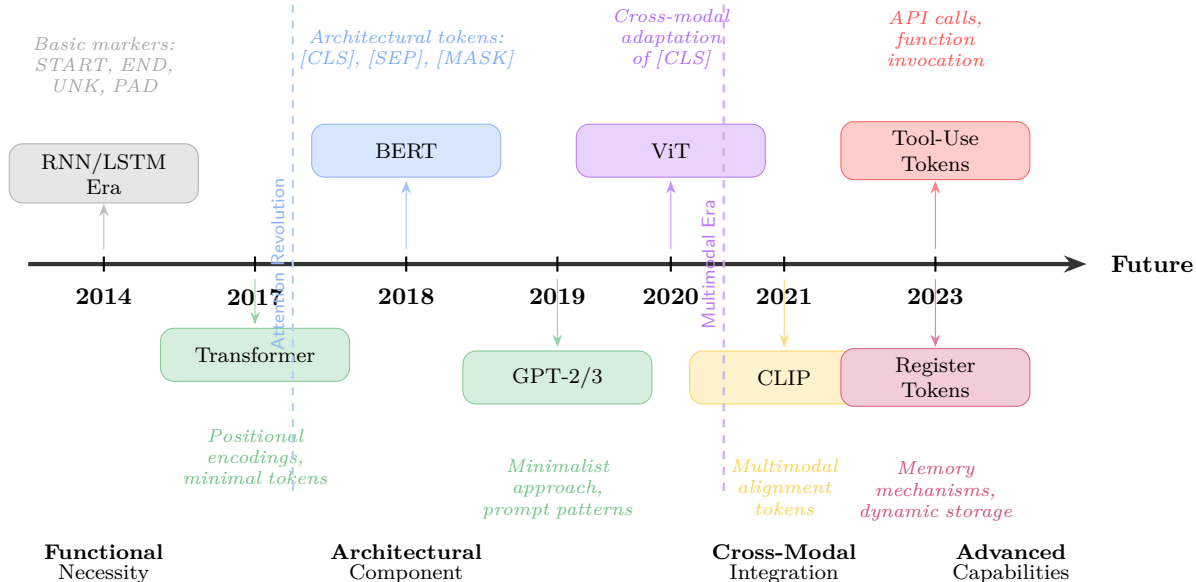 Basic markers:
START, END,
UNK, PAD
Architectural tokens:
[CLS], [SEP], [MASK]
Cross-modal
adaptation
of [CLS]
API calls,
function
invocation
RNN/LSTM
Era
BERT
ViT
Tool-Use
Tokens
Attention Revolution
Multimodal Era
Future
2014
2017
2018
2019
2020
2021
2023
Transformer
GPT-2/3
CLIP
Register
Tokens
Positional
encodings,
minimal tokens
Minimalist
approach,
prompt patterns
Multimodal
alignment
tokens
Memory
mechanisms,
dynamic storage
Functional
Necessity
Architectural
Component
Cross-Modal
Integration
Advanced
Capabilities